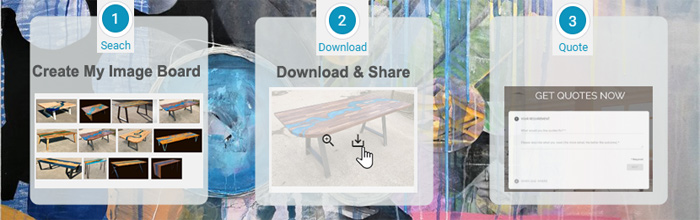 1
Seach
Create My Image Board
2
Download
Download & Share
3
Quote
GET QUOTES NOW